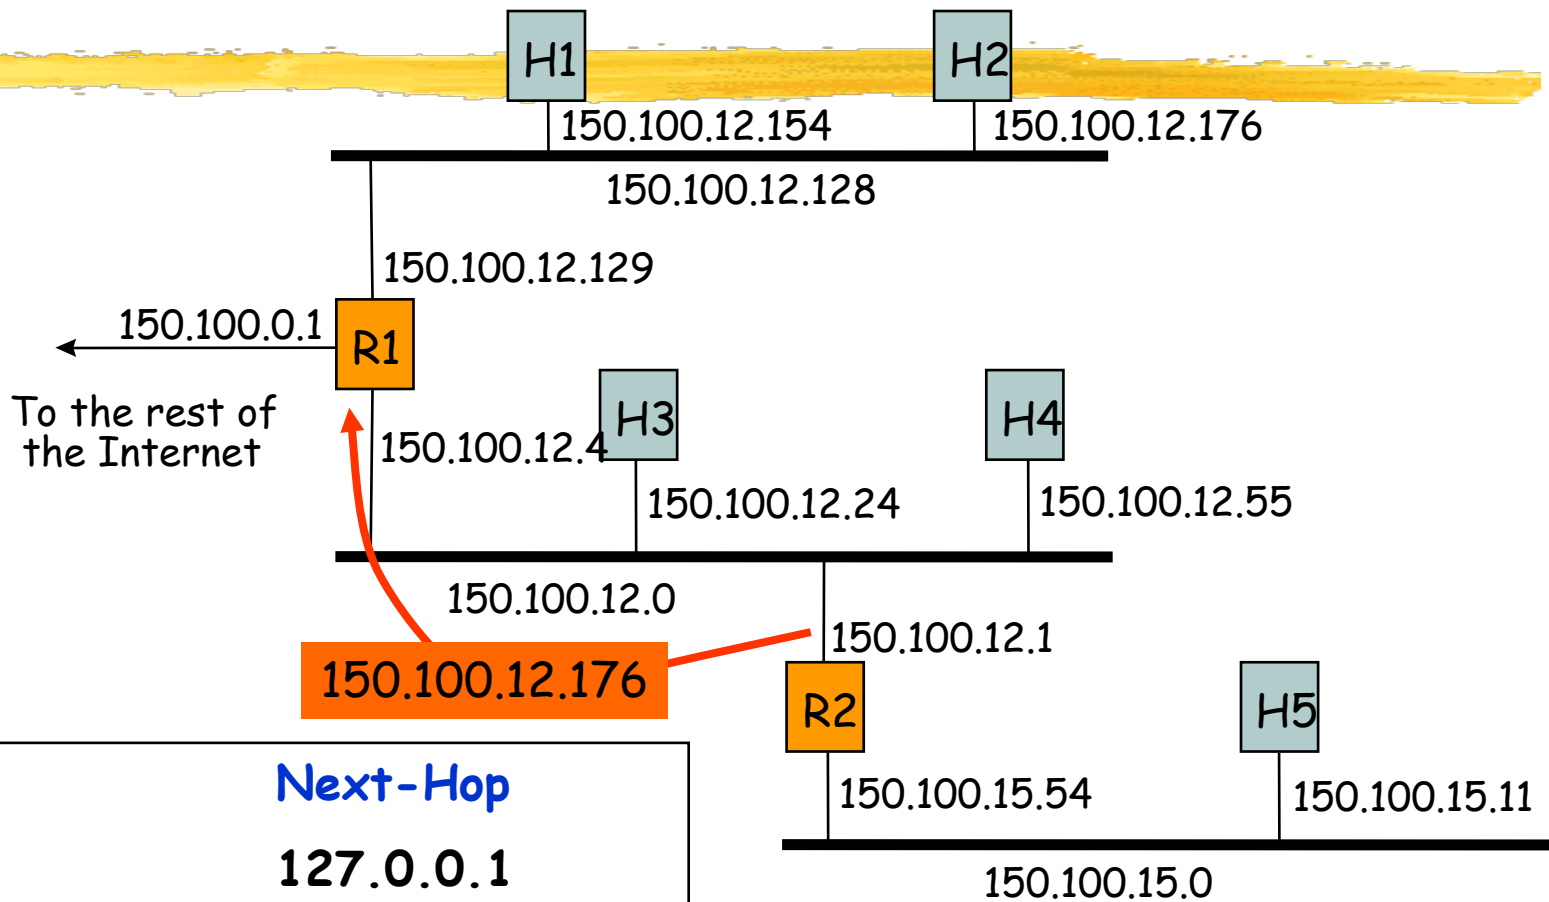 H1
H2
150.100.12.154
150.100.12.176
150.100.12.128
150.100.12.129
150.100.0.1
R1
To the rest of
the Internet
150.100.12.4
H3
H4
150.100.12.24
150.100.12.55
150.100.12.0
150.100.12.1
150.100.12.176
R2
H5
Next-Hop
150.100.15.54
150.100.15.11
127.0.0.1
150.100.15.0